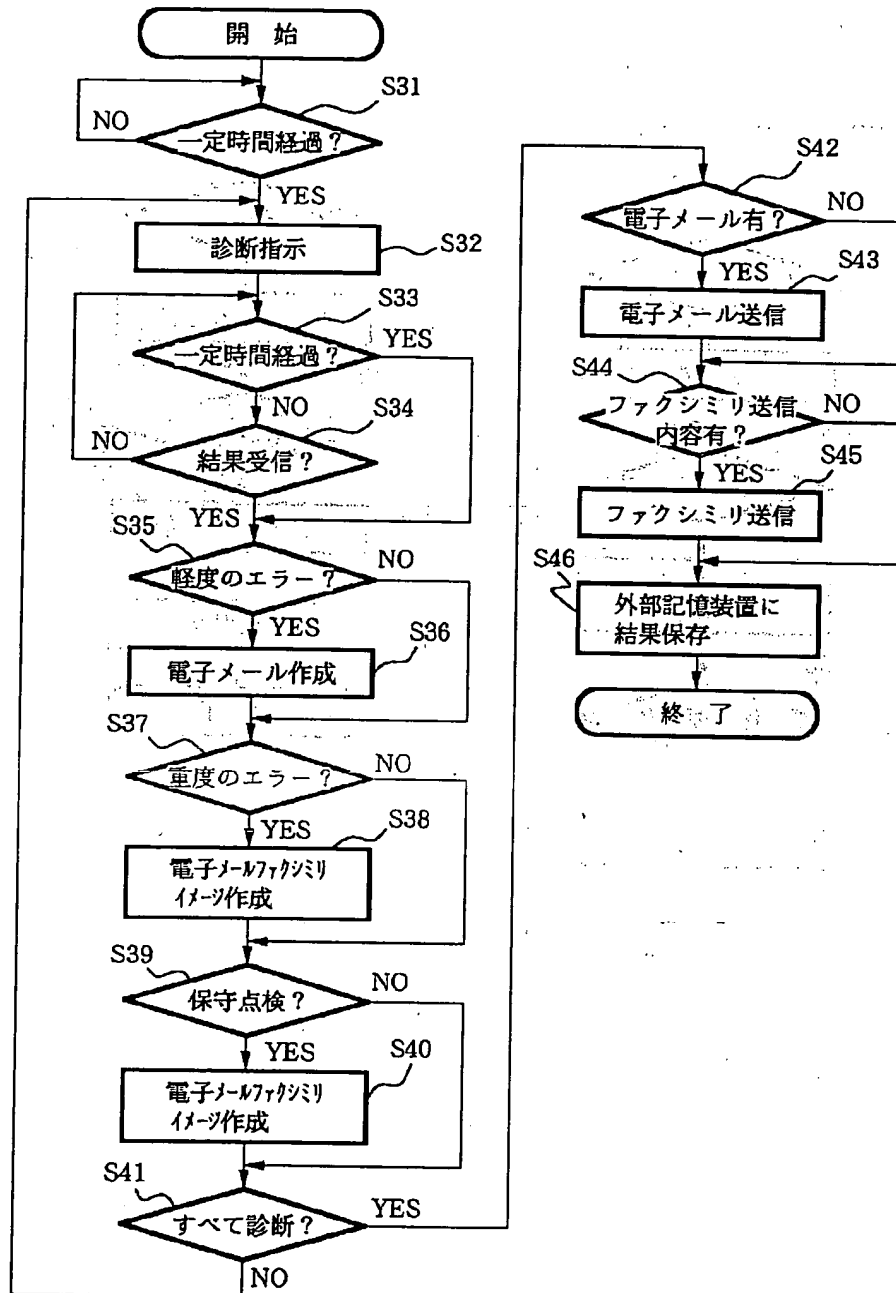 開 始
S31
NO
一定時間経過?
YES
診断指示
S32
S33
一定時間経過?
YES
NO
S34
NO
結果受信?
YES
S35
軽度のエラー?
NO
YES
S36
電子メール作成
S37
重度のエラー?
NO
YES
S38
電子メールファクシミリ
イメージ作成
S39
保守点検?
NO
YES
S40
電子メールファクシミリ
イメージ作成
S41
すべて診断?
YES
NO
S42
電子メール有?
NO
YES
S43
電子メール送信
S44
ファクシミリ送信
内容有?
NO
YES
S45
ファクシミリ送信
S46
外部記憶装置に
結果保存
終 了